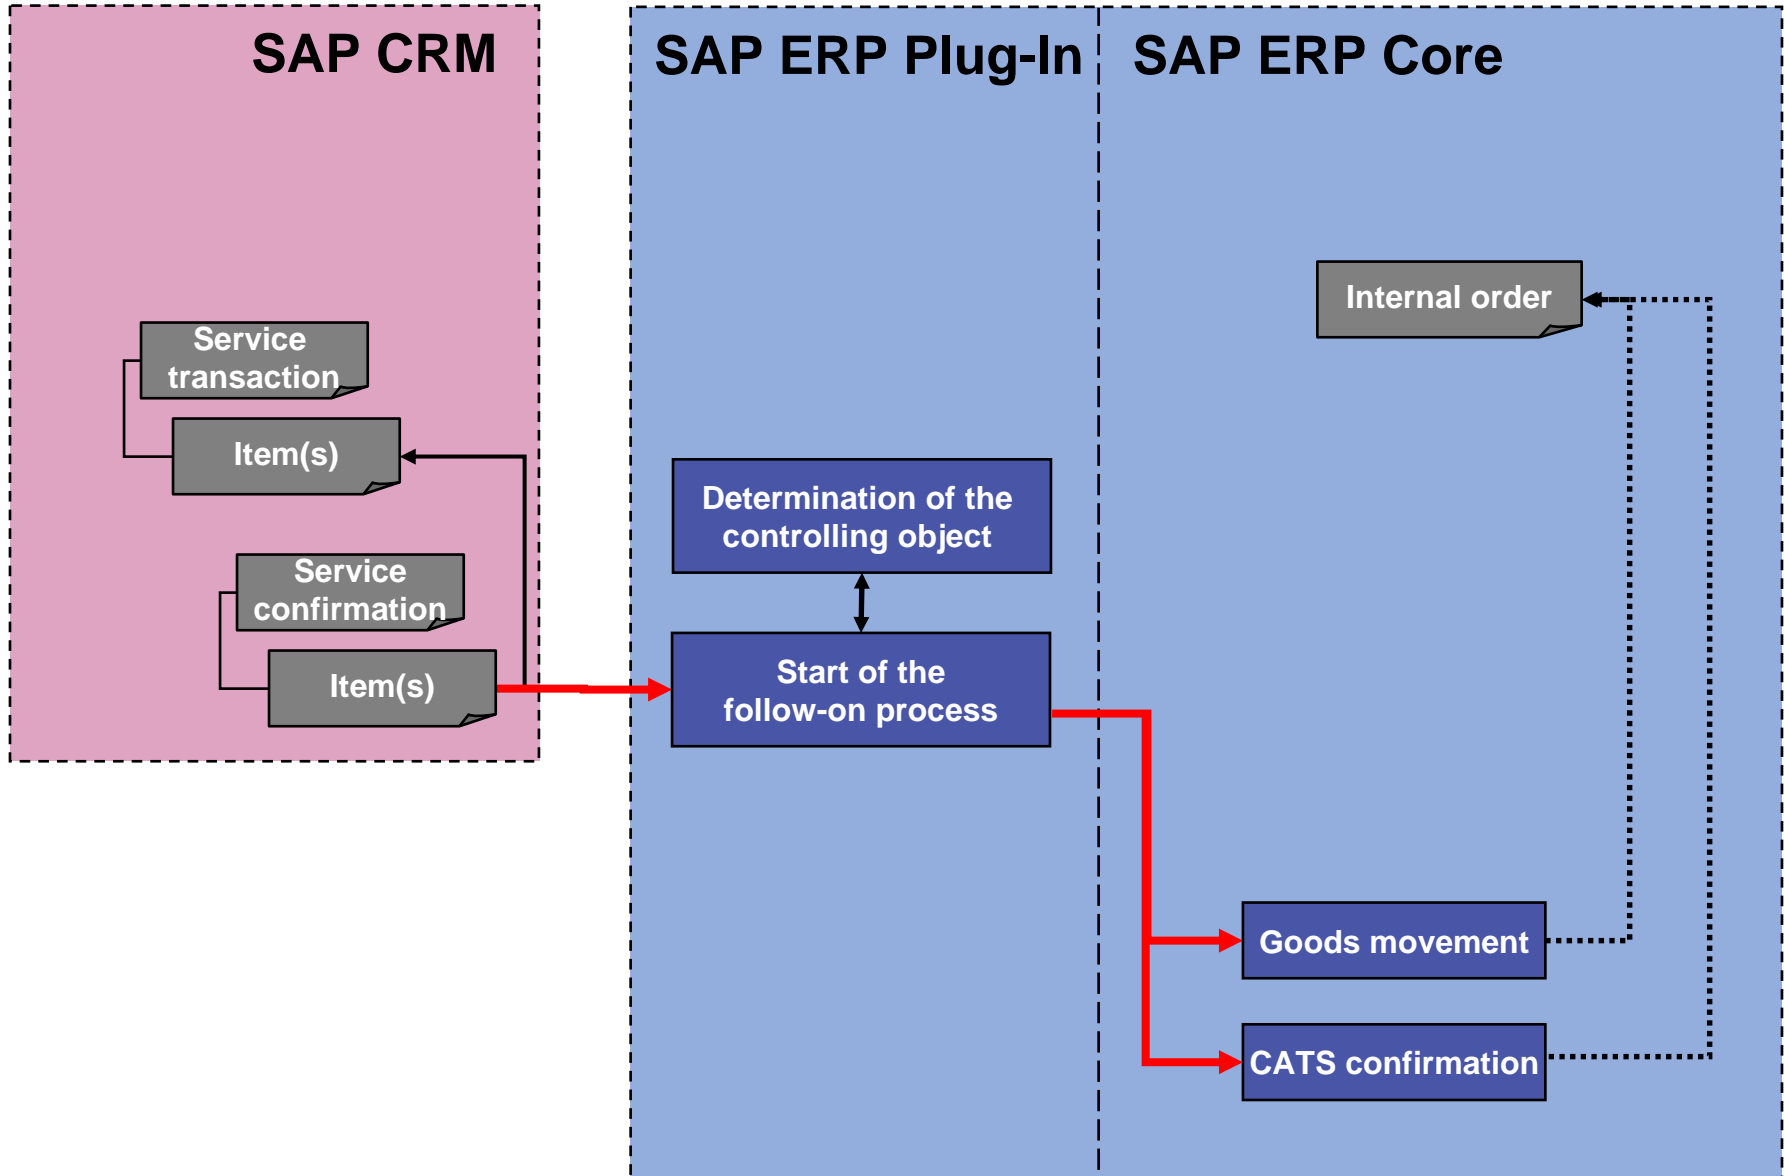 SAP CRM
SAP ERP Plug-In
SAP ERP Core
Internal order
Service
transaction
Item(s)
Determination of the
controlling object
Service
confirmation
Item(s)
Start of the
follow-on process
Goods movement
CATS confirmation